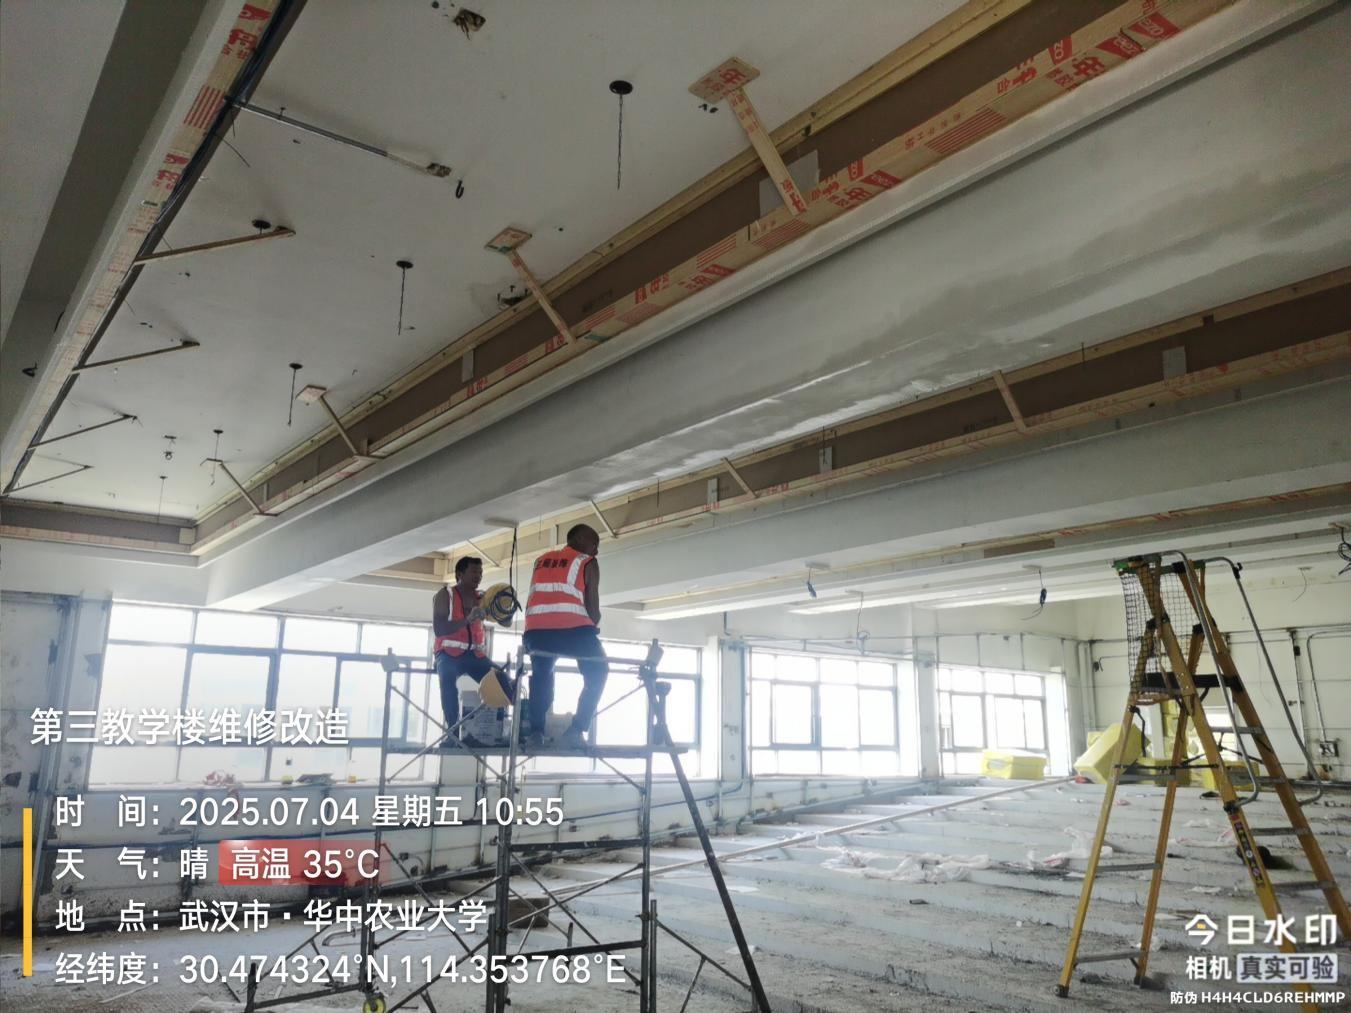 第三教学楼维修改造
时 间：2025.07.04 星期五 10:55
天 气：晴 高温 35°C
地 点：武汉市·华中农业大学
经纬度：30.474324°N,114.353768°E
今日水印
相机 真实可验
防伪 H4H4CLD6REHMMP